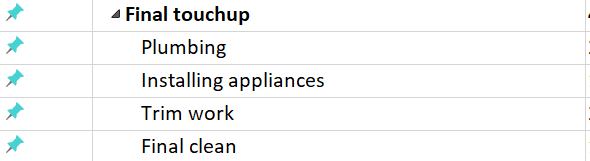 Final touchup
Plumbing
Installing appliances
Trim work
Final clean